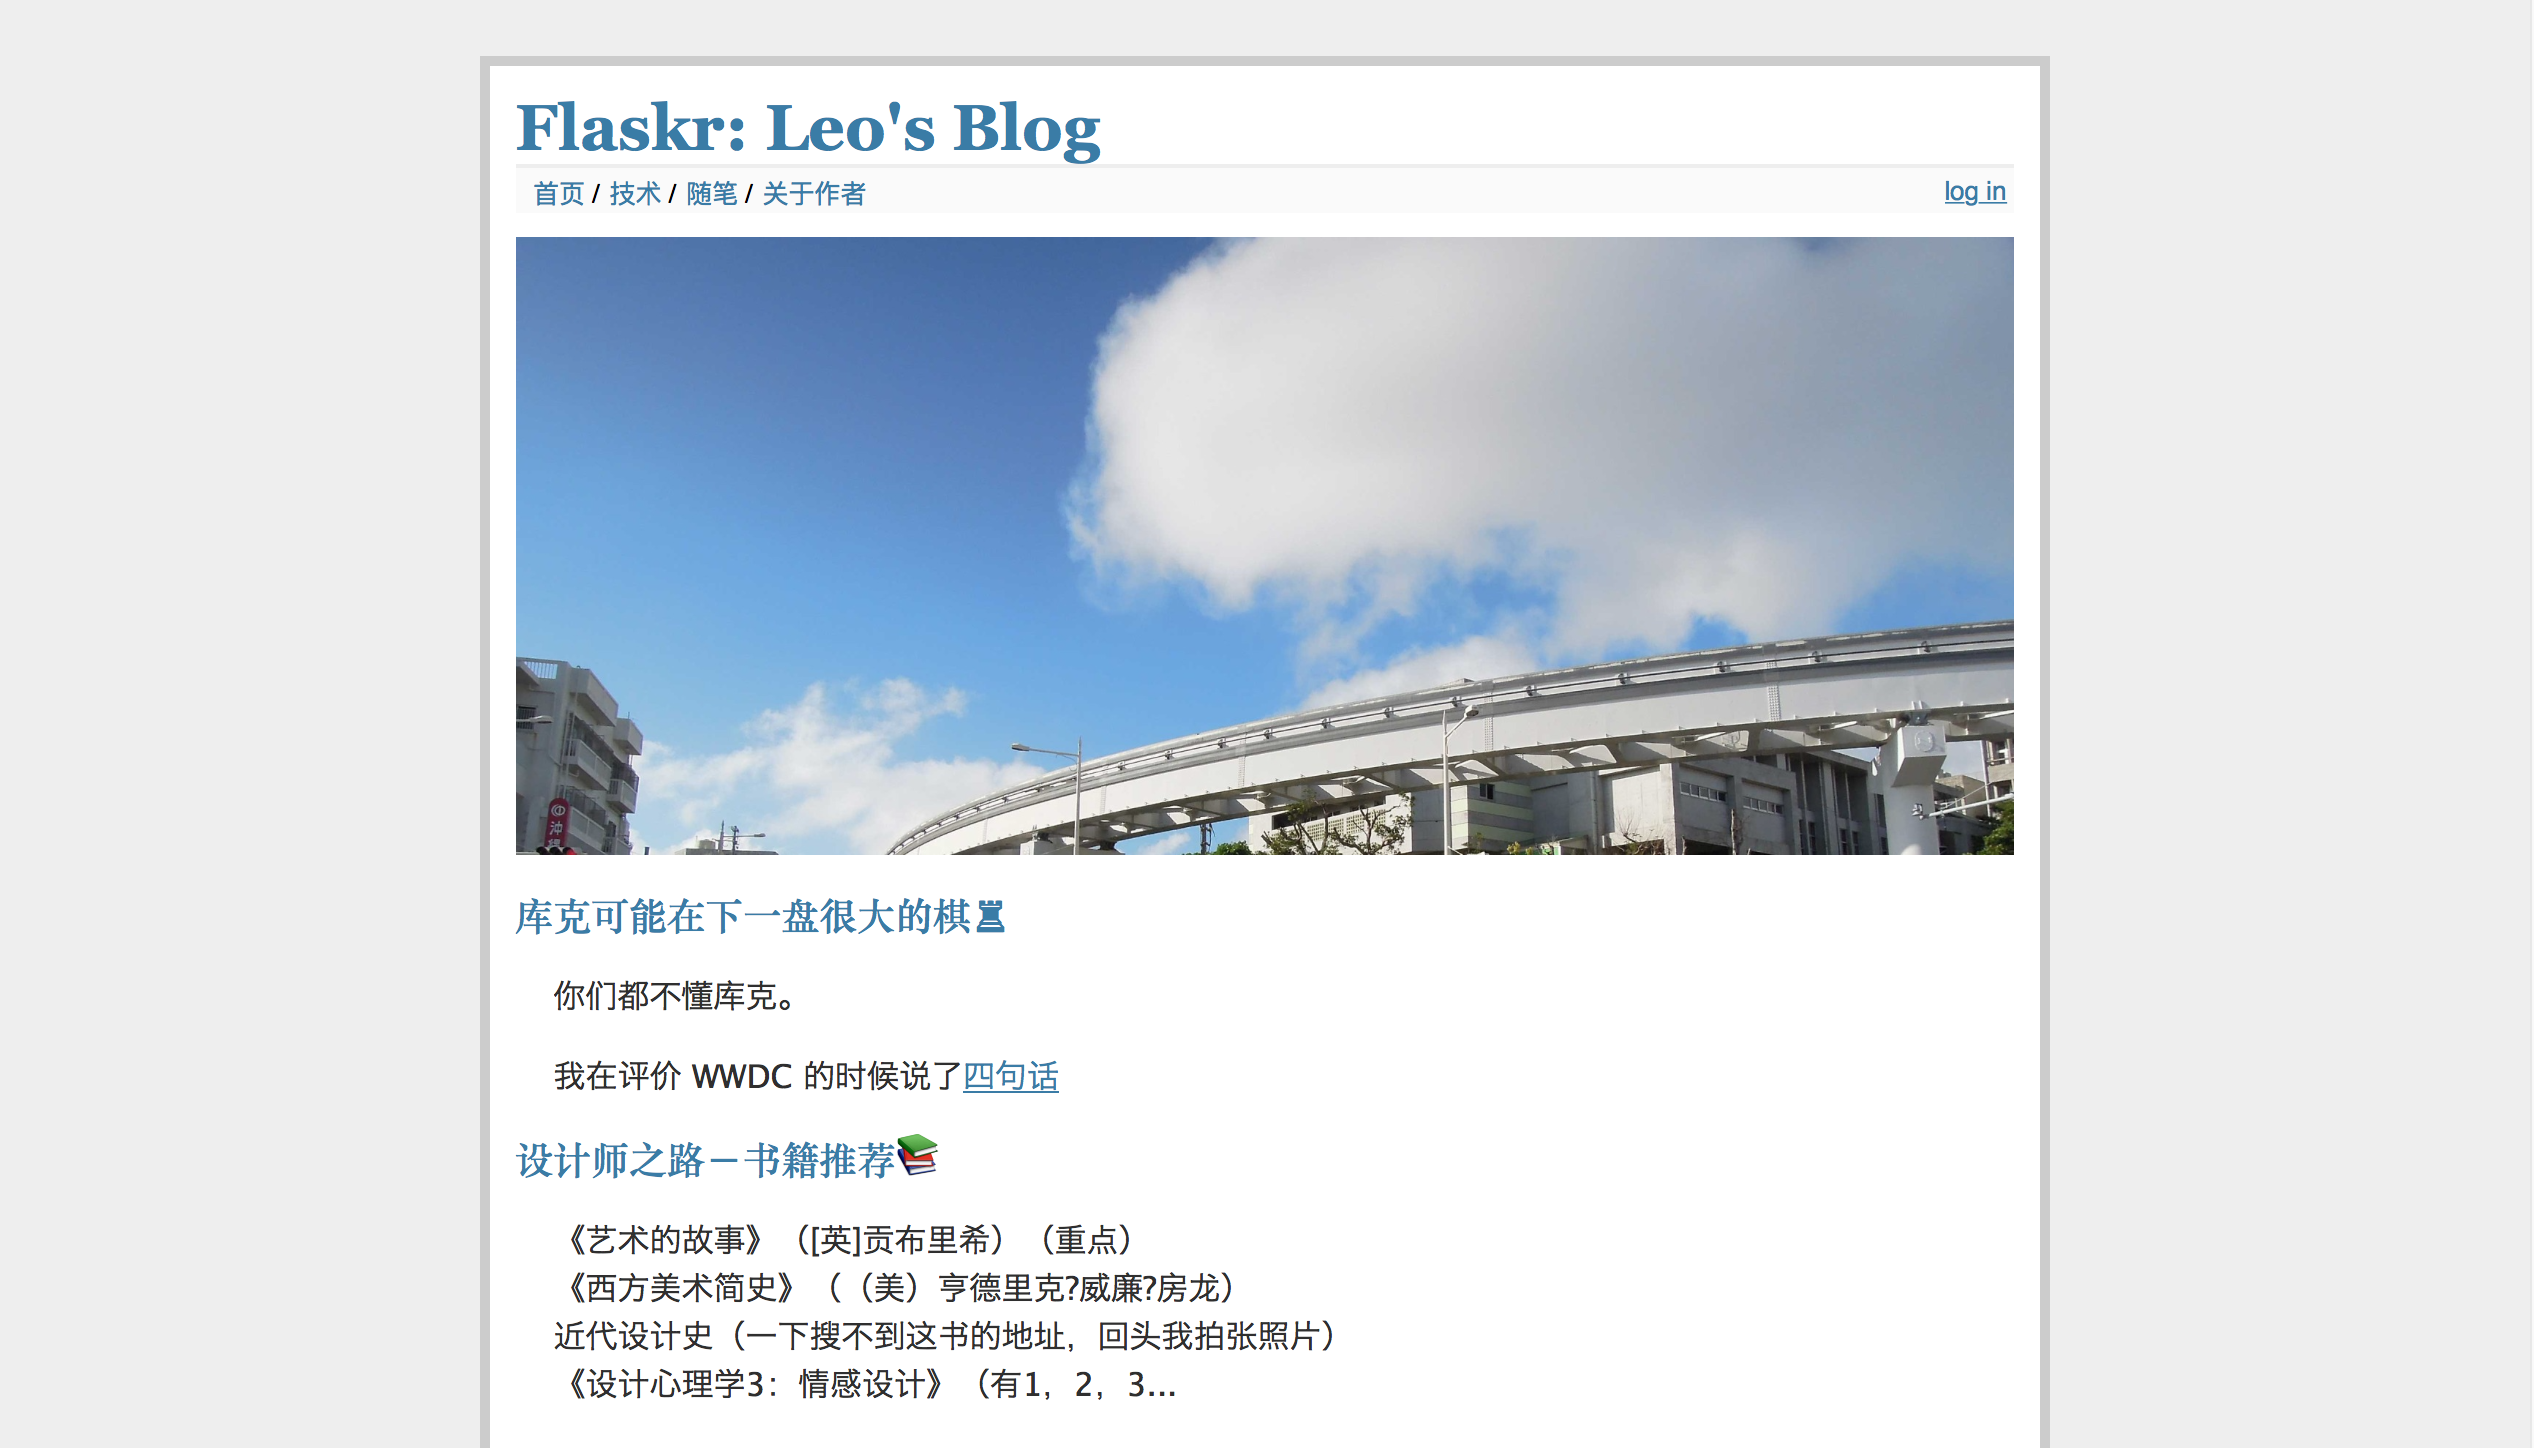 Flaskr: Leo's Blog
首页 / 技术 / 随笔 / 关于作者
log in
沖
库克可能在下一盘很大的棋♜
你们都不懂库克。
我在评价 WWDC 的时候说了四句话
设计师之路－书籍推荐📚
《艺术的故事》（[英]贡布里希）（重点）
《西方美术简史》（（美）亨德里克?威廉?房龙）
近代设计史（一下搜不到这书的地址，回头我拍张照片）
《设计心理学3：情感设计》（有1，2，3...